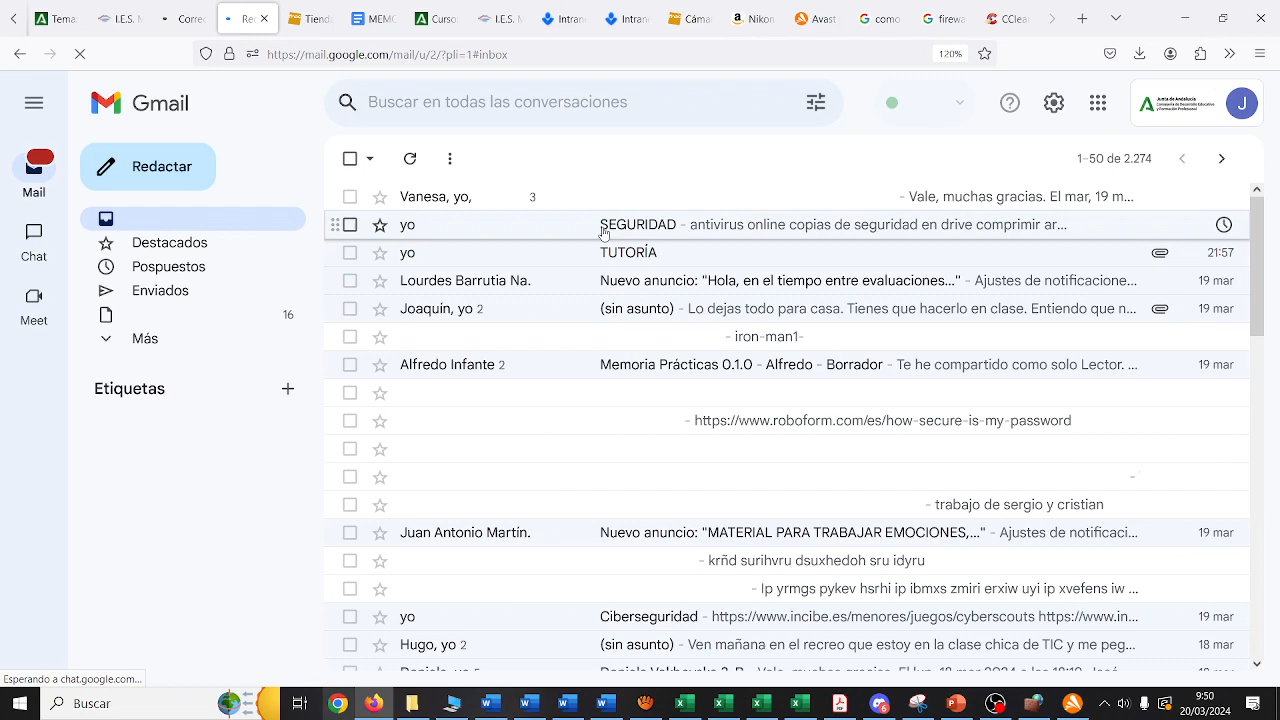 Tema
I.E.S.
Correo
Re
Tiend
MEMO
Cons
I.E.S.
Intran
Intran
Cáma
Nikon
Avast
como
firewa
CClea
https://mail.google.com/mail/u/2/?pli=1#inbox
120%
Gmail
Buscar en todas las conversaciones
Junta de Andalucía
Consejería de Desarrollo Educativo
y Formación Profesional
J
Redactar
1-50 de 2.274
Mail
Vanesa, yo, 3 - Vale, muchas gracias. El mar, 19 m...
yo SEGURIDAD - antivirus online copias de seguridad en drive comprimir ar...
Chat
Destacados
yo TUTORÍA 21:57
Pospuestos
Lourdes Barrutia Na. Nuevo anuncio: "Hola, en el tiempo entre evaluaciones..." - Ajustes de notificacione... 19 mar
Enviados
Meet
16
Joaquín, yo 2 (sin asunto) - Lo dejas todo para casa. Tienes que hacerlo en clase. Entiendo que n... 19 mar
Más
- iron-man1-
Alfredo Infante 2 Memoria Prácticas 0.1.0 - Alfredo - Borrador - Te he compartido como solo Lector. ... 19 mar
Etiquetas
- https://www.roboform.com/es/how-secure-is-my-password
- trabajo de sergio y cristian
Juan Antonio Martín. Nuevo anuncio: "MATERIAL PARA TRABAJAR EMOCIONES,..." - Ajustes de notificaci... 19 mar
- krñd surihvru dsuxhedoh sru idyru
- lp yrmgs pykev hsrhi ip ibmxs zmiri erxiw uyi ip xvefens iw ...
yo Ciberseguridad - https://www.incibe.es/menores/juegos/cyberscouts https://www.in... 19 mar
Hugo, yo 2 (sin asunto) - Ven mañana en el recreo que estoy en la clase chica de TIC y me peg... 18 mar
Esperando a chat.google.com...
Buscar
9:50
20/03/2024